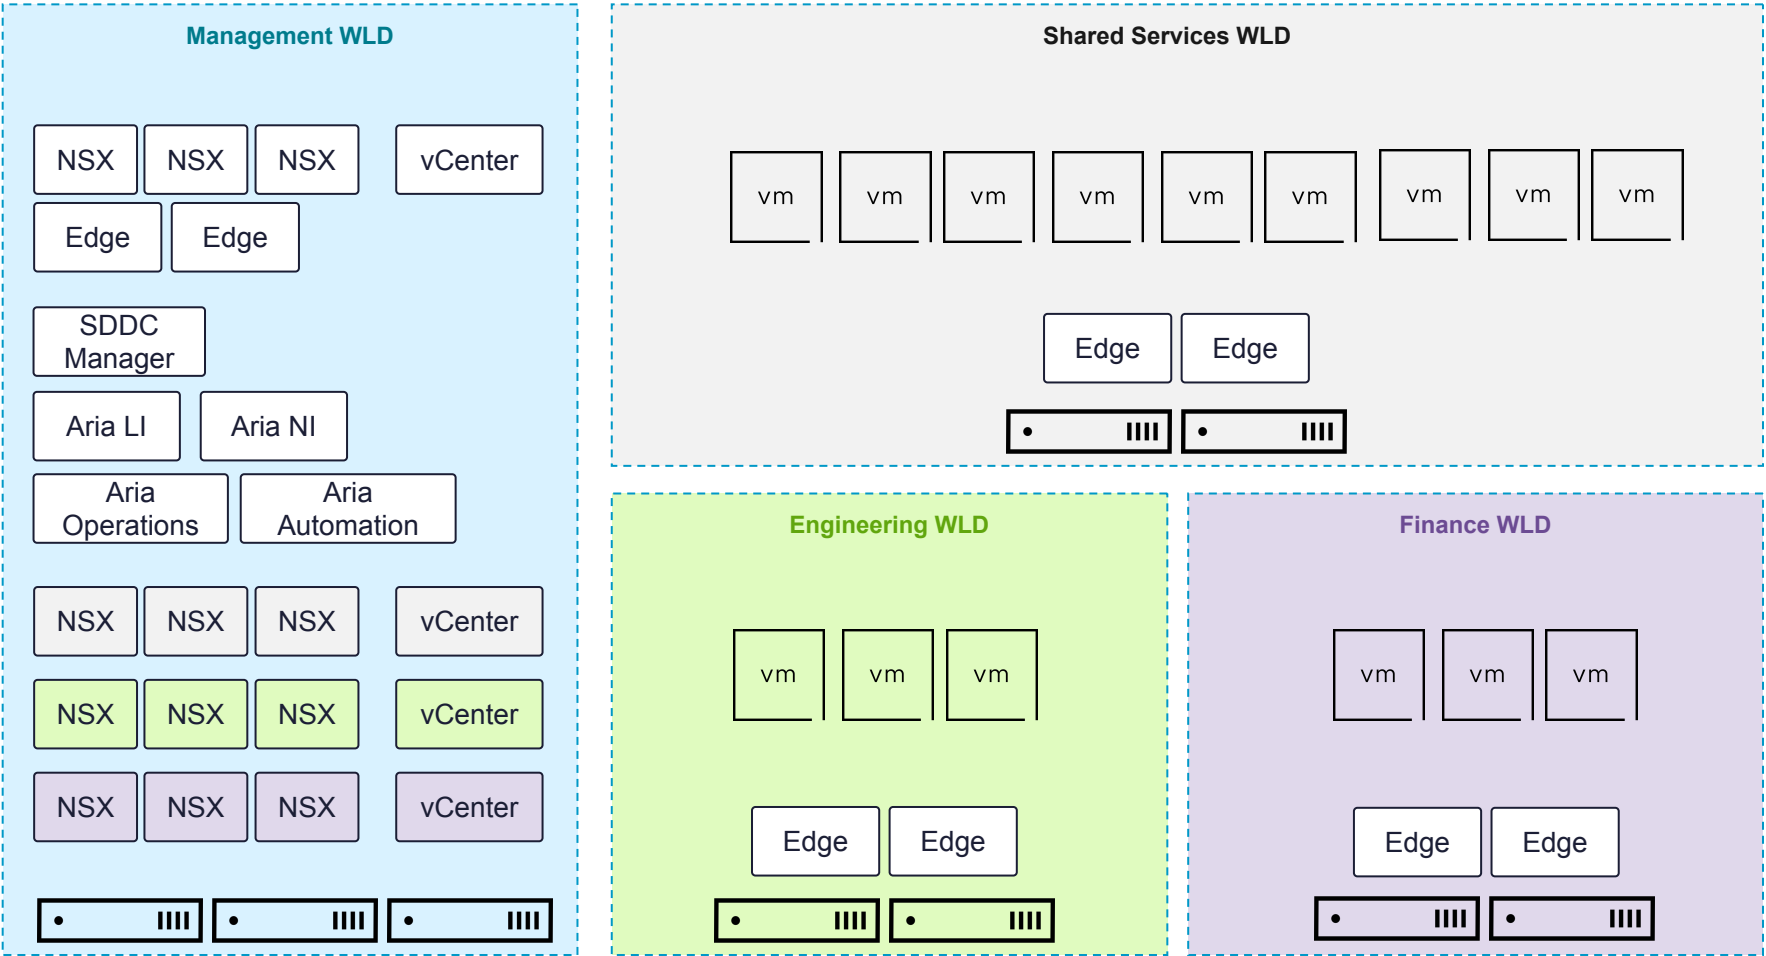 Management WLD
NSX NSX NSX vCenter
Edge Edge
SDDC
Manager
Aria LI Aria NI
Aria
Operations
Aria
Automation
NSX NSX NSX vCenter
NSX NSX NSX vCenter
NSX NSX NSX vCenter
Shared Services WLD
vm vm vm vm vm vm vm vm vm
Edge Edge
Engineering WLD
vm vm vm
Edge Edge
Finance WLD
vm vm vm
Edge Edge